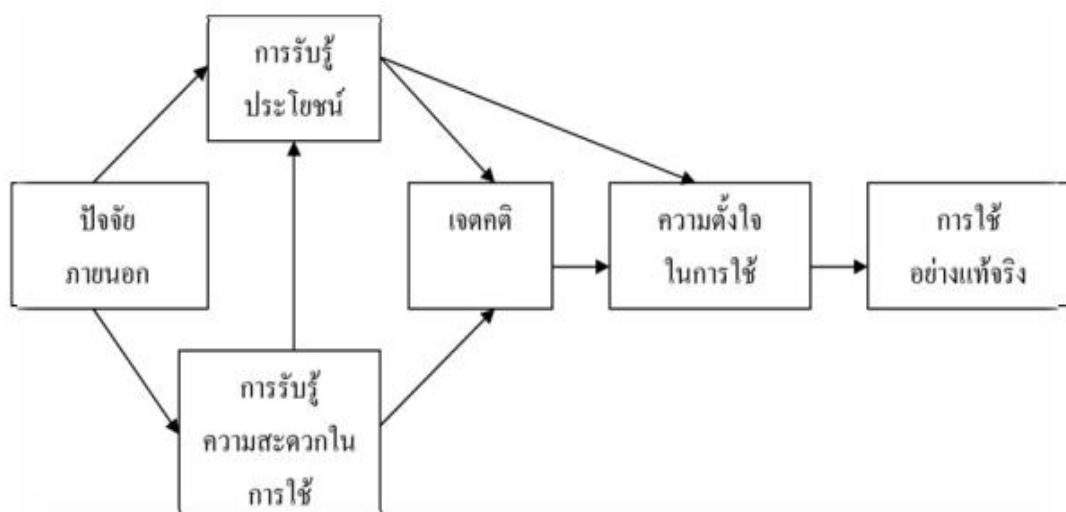 การรับรู้
ประโยชน์
ปัจจัย
ภายนอก
เจตคติ
ความตั้งใจ
ในการใช้
การใช้
อย่างแท้จริง
การรับรู้
ความสะดวกใน
การใช้